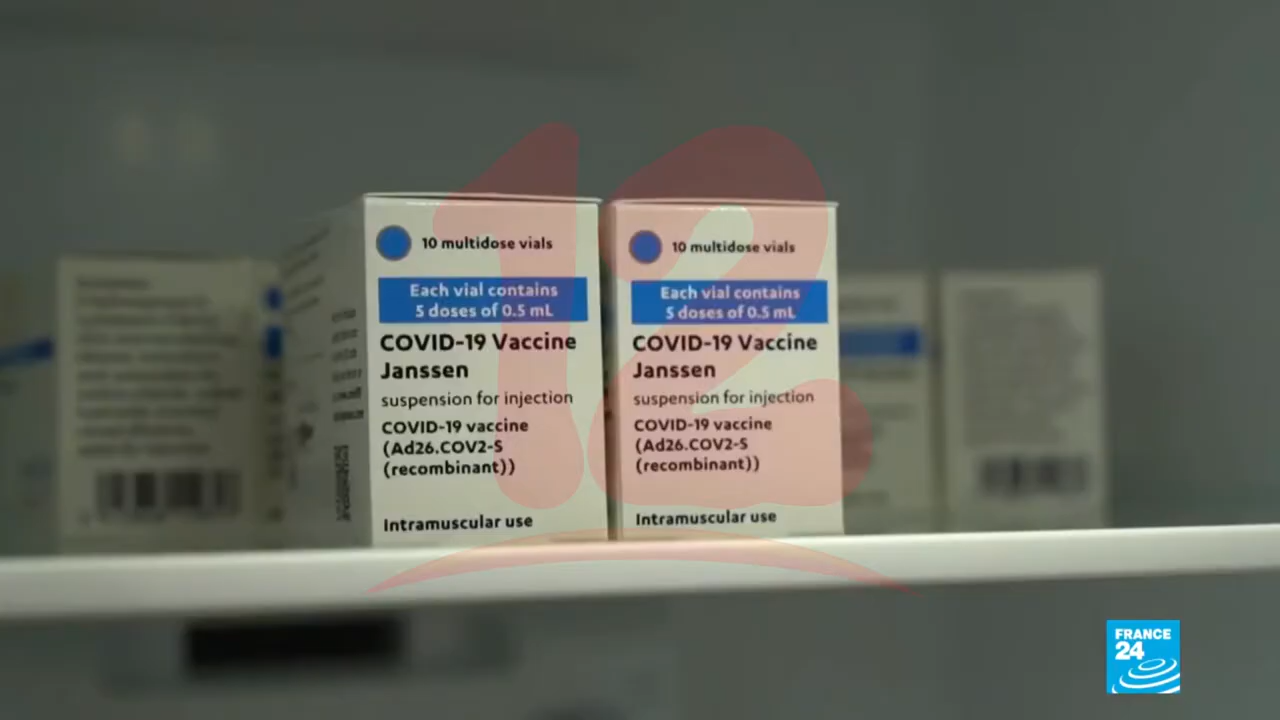 10 multidose vials
Each vial contains
5 doses of 0.5 mL
COVID-19 Vaccine
Janssen
suspension for injection
COVID-19 vaccine
(Ad26.COV2-S
(recombinant))
Intramuscular use
10 multidose vials
Each vial contains
5 doses of 0.5 mL
COVID-19 Vaccine
Janssen
suspension for injection
COVID-19 vaccine
(Ad26.COV2-S
(recombinant))
Intramuscular use
12
FRANCE
24